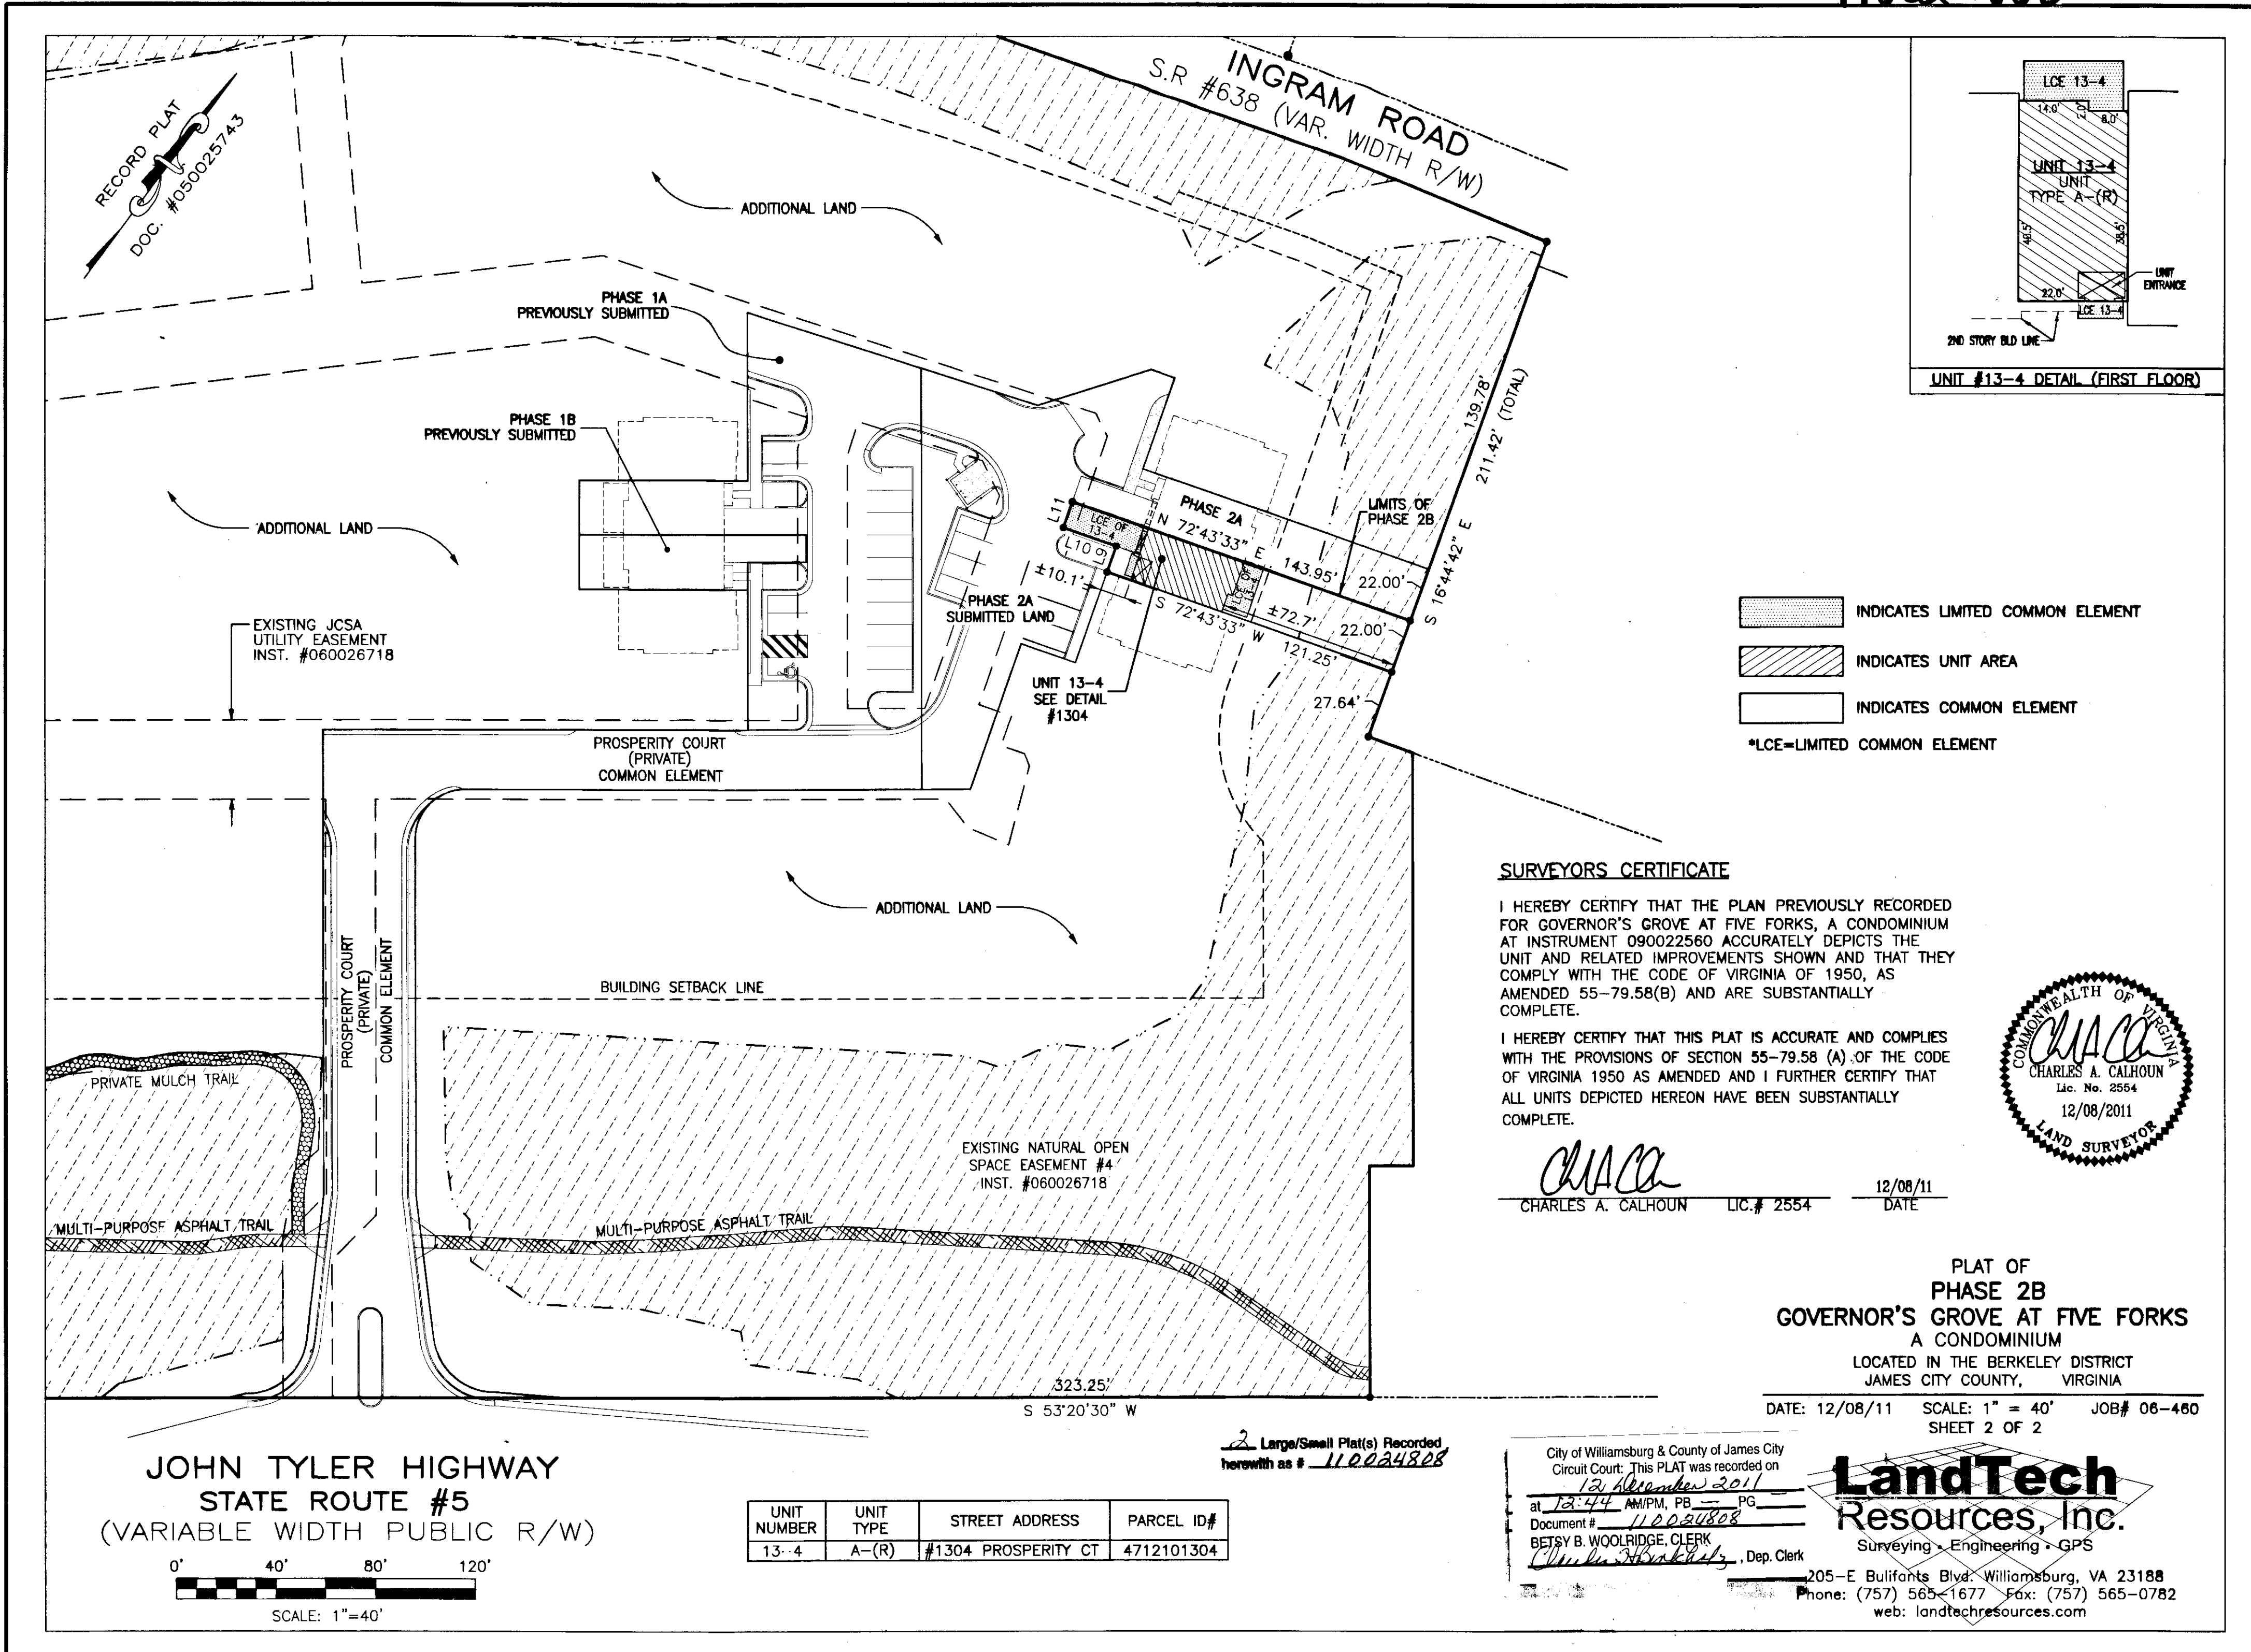 RECORD PLAT
DOC. #050025743
INGRAM ROAD
S.R #638 (VAR. WIDTH R/W)
ADDITIONAL LAND
PHASE 1A
PREVIOUSLY SUBMITTED
PHASE 1B
PREVIOUSLY SUBMITTED
ADDITIONAL LAND
EXISTING JCSA
UTILITY EASEMENT
INST. #060026718
PROSPERITY COURT
(PRIVATE)
COMMON ELEMENT
L11
LCE OF
13-4
L10
L9
±10.1'
PHASE 2A
SUBMITTED LAND
PHASE 2A
N 72°43'33" E 143.95'
LCE OF
13-4
S 72°43'33" W 121.25'
±72.7'
22.00'
22.00'
27.64'
LIMITS OF
PHASE 2B
139.78'
211.42' (TOTAL)
S 16°44'42" E
UNIT 13-4
SEE DETAIL
#1304
ADDITIONAL LAND
BUILDING SETBACK LINE
PROSPERITY COURT
(PRIVATE)
COMMON ELEMENT
PRIVATE MULCH TRAIL
MULTI-PURPOSE ASPHALT TRAIL
MULTI-PURPOSE ASPHALT TRAIL
EXISTING NATURAL OPEN
SPACE EASEMENT #4
INST. #060026718
323.25'
S 53°20'30" W
LCE 13-4
14.0'
2.0'
8.0'
UNIT 13-4
UNIT
TYPE A-(R)
40.5'
38.5'
22.0'
UNIT
ENTRANCE
LCE 13-4
2ND STORY BLD LINE
UNIT #13-4 DETAIL (FIRST FLOOR)
INDICATES LIMITED COMMON ELEMENT
INDICATES UNIT AREA
INDICATES COMMON ELEMENT
*LCE=LIMITED COMMON ELEMENT
SURVEYORS CERTIFICATE
I HEREBY CERTIFY THAT THE PLAN PREVIOUSLY RECORDED
FOR GOVERNOR'S GROVE AT FIVE FORKS, A CONDOMINIUM
AT INSTRUMENT 090022560 ACCURATELY DEPICTS THE
UNIT AND RELATED IMPROVEMENTS SHOWN AND THAT THEY
COMPLY WITH THE CODE OF VIRGINIA OF 1950, AS
AMENDED 55-79.58(B) AND ARE SUBSTANTIALLY
COMPLETE.
I HEREBY CERTIFY THAT THIS PLAT IS ACCURATE AND COMPLIES
WITH THE PROVISIONS OF SECTION 55-79.58 (A) OF THE CODE
OF VIRGINIA 1950 AS AMENDED AND I FURTHER CERTIFY THAT
ALL UNITS DEPICTED HEREON HAVE BEEN SUBSTANTIALLY
COMPLETE.
CHARLES A. CALHOUN LIC.# 2554
12/08/11
DATE
COMMONWEALTH OF VIRGINIA
CHARLES A. CALHOUN
Lic. No. 2554
12/08/2011
LAND SURVEYOR
PLAT OF
PHASE 2B
GOVERNOR'S GROVE AT FIVE FORKS
A CONDOMINIUM
LOCATED IN THE BERKELEY DISTRICT
JAMES CITY COUNTY, VIRGINIA
DATE: 12/08/11 SCALE: 1" = 40' JOB# 06-460
SHEET 2 OF 2
JOHN TYLER HIGHWAY
STATE ROUTE #5
(VARIABLE WIDTH PUBLIC R/W)
0' 40' 80' 120'
SCALE: 1"=40'
UNIT NUMBER UNIT TYPE STREET ADDRESS PARCEL ID#
13-4 A-(R) #1304 PROSPERITY CT 4712101304
2 Large/Small Plat(s) Recorded
herewith as # 110024808
City of Williamsburg & County of James City
Circuit Court: This PLAT was recorded on
12 December 2011
at 12:44 AM/PM, PB — PG
Document # 110024808
BETSY B. WOOLRIDGE, CLERK
, Dep. Clerk
LandTech
Resources, Inc.
Surveying • Engineering • GPS
205-E Bulifants Blvd. Williamsburg, VA 23188
Phone: (757) 565-1677 Fax: (757) 565-0782
web: landtechresources.com